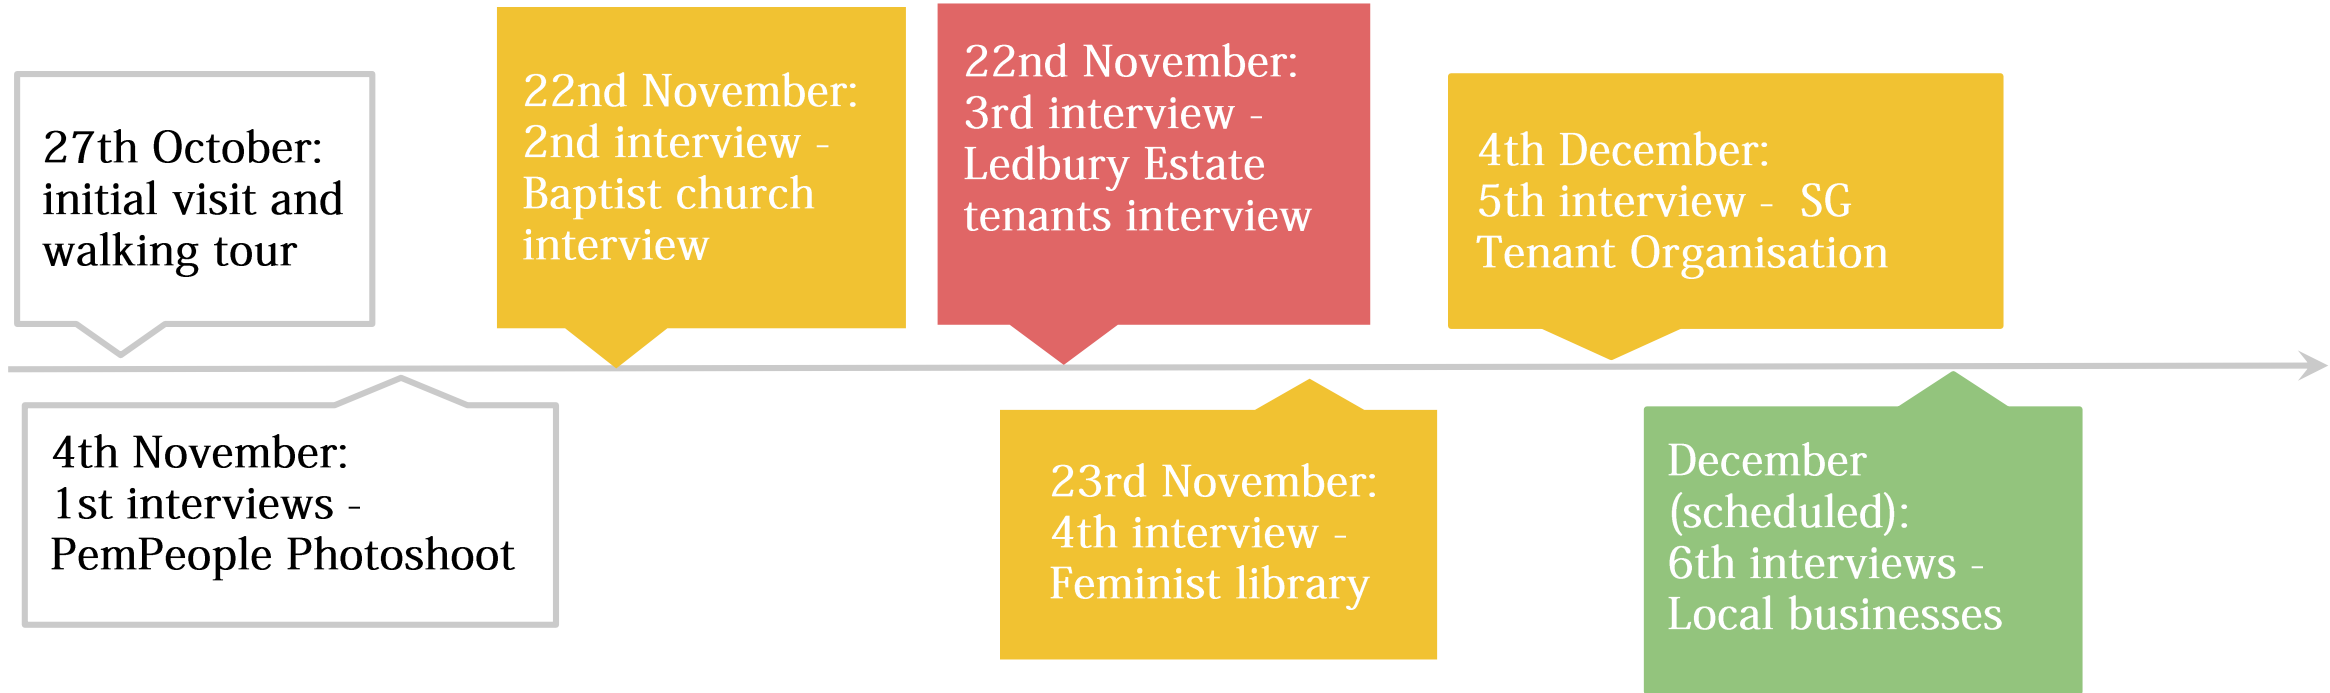 27th October:
initial visit and
walking tour
4th November:
1st interviews -
PemPeople Photoshoot
22nd November:
2nd interview -
Baptist church
interview
22nd November:
3rd interview -
Ledbury Estate
tenants interview
23rd November:
4th interview -
Feminist library
4th December:
5th interview - SG
Tenant Organisation
December
(scheduled):
6th interviews -
Local businesses